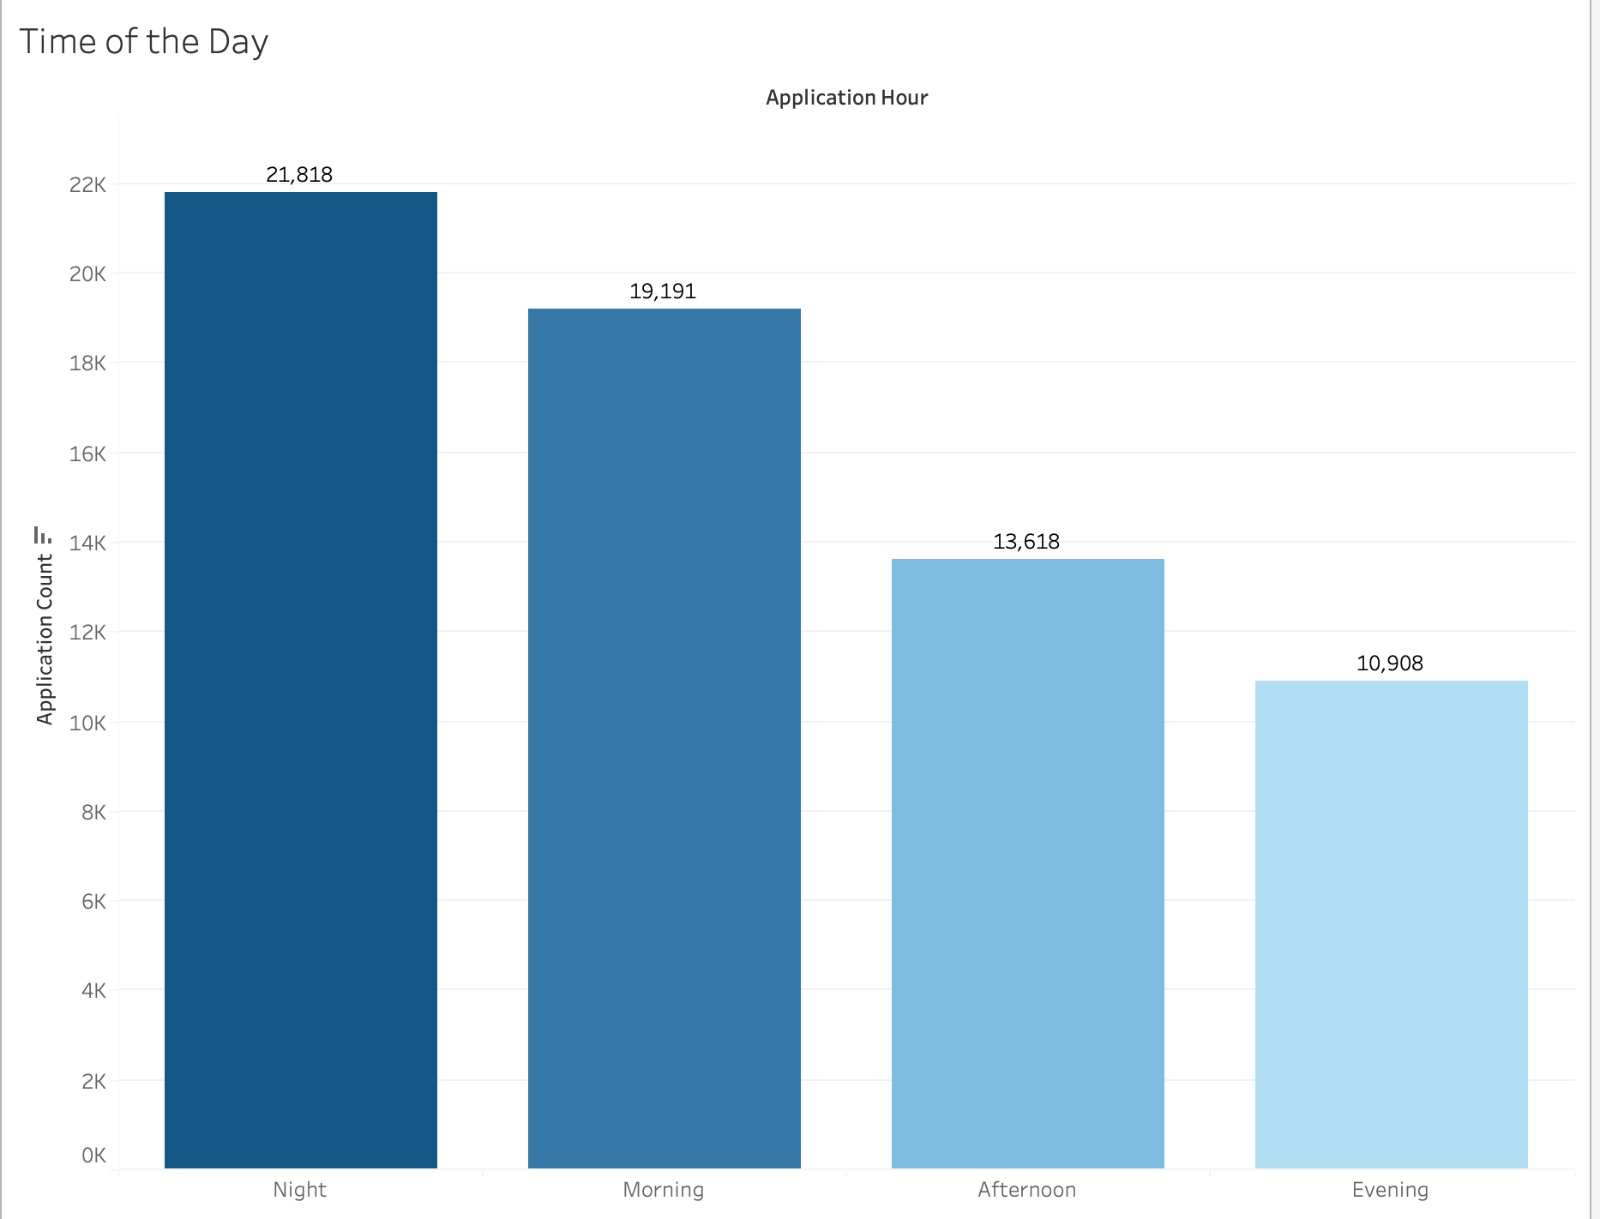 Time of the Day
Application Hour
Application Count
22K
20K
18K
16K
14K
12K
10K
8K
6K
4K
2K
0K
21,818
19,191
13,618
10,908
Night
Morning
Afternoon
Evening